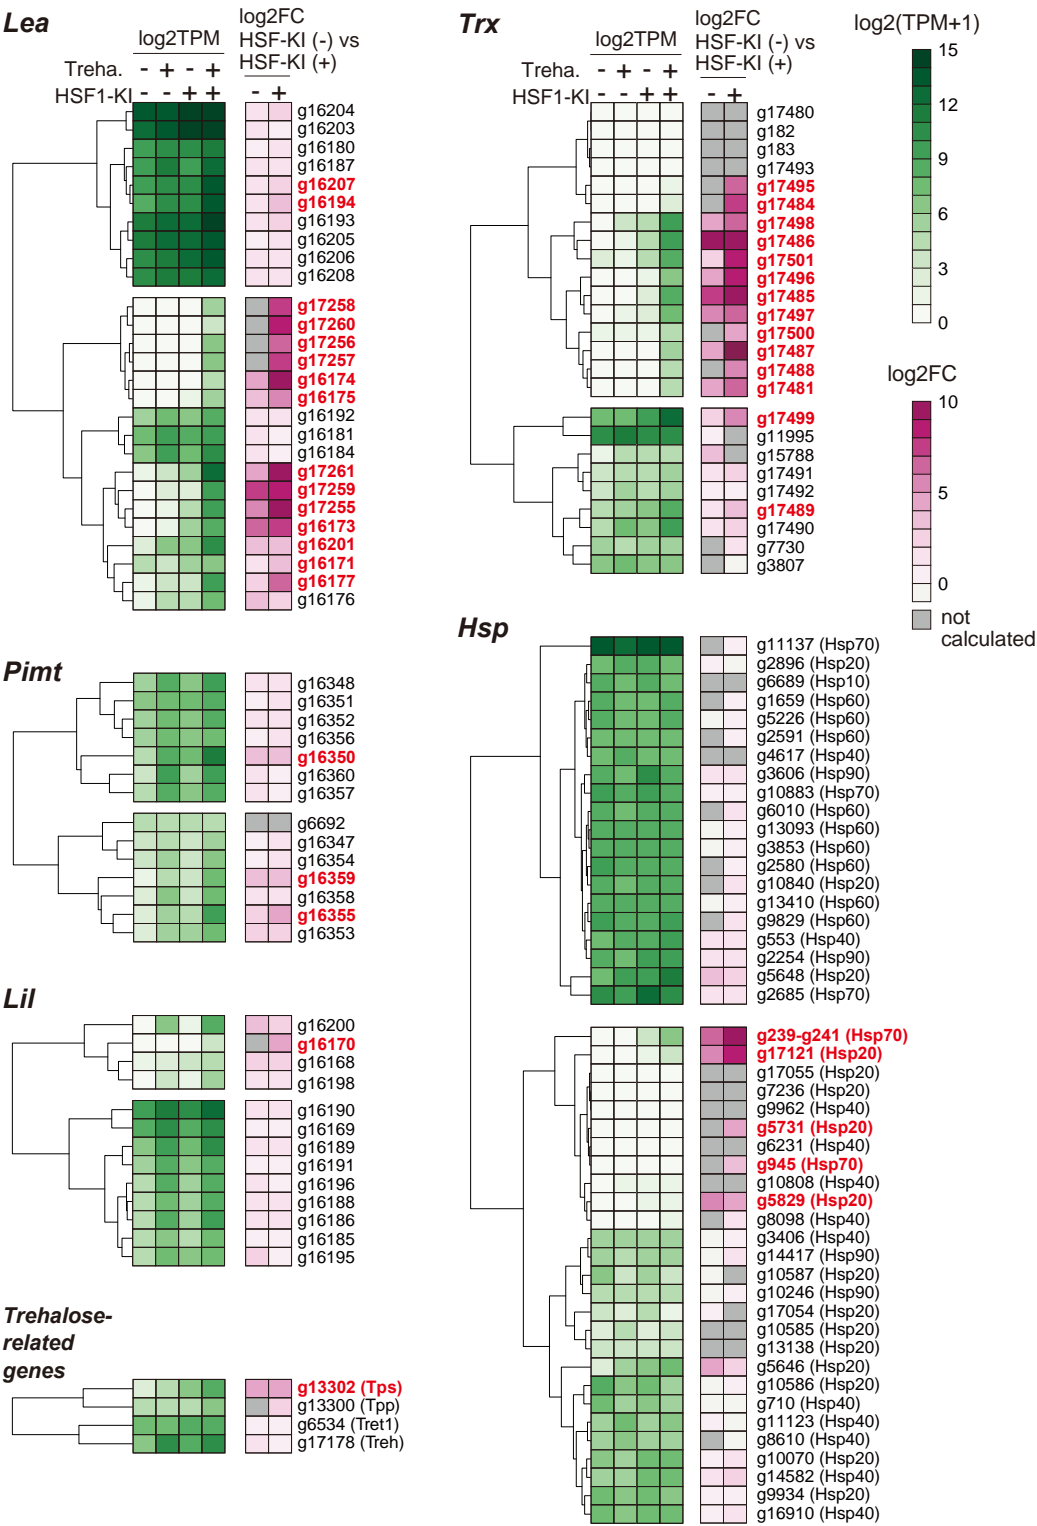 Lea
log2TPM
log2FC
HSF-KI (-) vs
HSF-KI (+)
Treha. - + - + - +
HSF1-KI - - + +
g16204
g16203
g16180
g16187
g16207
g16194
g16193
g16205
g16206
g16208
g17258
g17260
g17256
g17257
g16174
g16175
g16192
g16181
g16184
g17261
g17259
g17255
g16173
g16201
g16171
g16177
g16176
Pimt
g16348
g16351
g16352
g16356
g16350
g16360
g16357
g6692
g16347
g16354
g16359
g16358
g16355
g16353
Lil
g16200
g16170
g16168
g16198
g16190
g16169
g16189
g16191
g16196
g16188
g16186
g16185
g16195
Trehalose-
related
genes
g13302 (Tps)
g13300 (Tpp)
g6534 (Tret1)
g17178 (Treh)
Trx
log2TPM
log2FC
HSF-KI (-) vs
HSF-KI (+)
- + - +
- - + + - +
g17480
g182
g183
g17493
g17495
g17484
g17498
g17486
g17501
g17496
g17485
g17497
g17500
g17487
g17488
g17481
g17499
g11995
g15788
g17491
g17492
g17489
g17490
g7730
g3807
Hsp
g11137 (Hsp70)
g2896 (Hsp20)
g6689 (Hsp10)
g1659 (Hsp60)
g5226 (Hsp60)
g2591 (Hsp60)
g4617 (Hsp40)
g3606 (Hsp90)
g10883 (Hsp70)
g6010 (Hsp60)
g13093 (Hsp60)
g3853 (Hsp60)
g2580 (Hsp60)
g10840 (Hsp20)
g13410 (Hsp60)
g9829 (Hsp60)
g553 (Hsp40)
g2254 (Hsp90)
g5648 (Hsp20)
g2685 (Hsp70)
g239-g241 (Hsp70)
g17121 (Hsp20)
g17055 (Hsp20)
g7236 (Hsp20)
g9962 (Hsp40)
g5731 (Hsp20)
g6231 (Hsp40)
g945 (Hsp70)
g10808 (Hsp40)
g5829 (Hsp20)
g8098 (Hsp40)
g3406 (Hsp40)
g14417 (Hsp90)
g10587 (Hsp20)
g10246 (Hsp90)
g17054 (Hsp20)
g10585 (Hsp20)
g13138 (Hsp20)
g5646 (Hsp20)
g10586 (Hsp20)
g710 (Hsp40)
g11123 (Hsp40)
g8610 (Hsp40)
g10070 (Hsp20)
g14582 (Hsp40)
g9934 (Hsp20)
g16910 (Hsp40)
log2(TPM+1)
15
12
9
6
3
0
log2FC
10
5
0
not
calculated